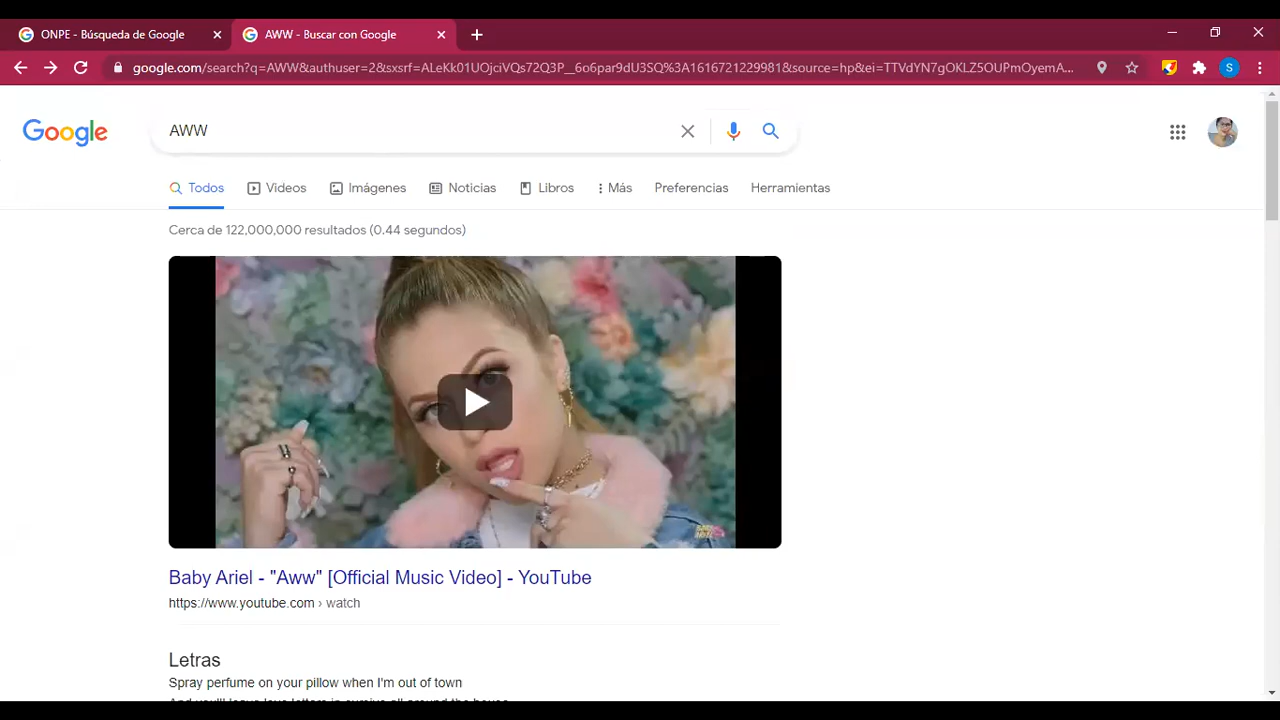 ONPE - Búsqueda de Google
AWW - Buscar con Google
google.com/search?q=AWW&authuser=2&sxsrf=ALeKk01UOjciVQs72Q3P__6o6par9dU3SQ%3A1616721229981&source=hp&ei=TTVdYN7gOKLZ5OUPmOyemA...
S
Google
AWW
Todos
Videos
Imágenes
Noticias
Libros
Más
Preferencias
Herramientas
Cerca de 122,000,000 resultados (0.44 segundos)
Baby Ariel - "Aww" [Official Music Video] - YouTube
https://www.youtube.com › watch
Letras
Spray perfume on your pillow when I'm out of town